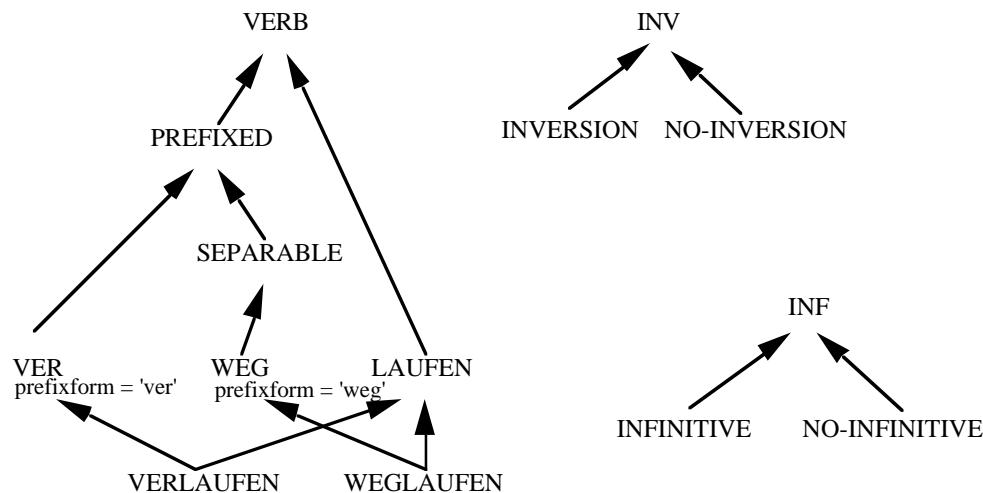 VERB
INV
PREFIXED
INVERSION NO-INVERSION
SEPARABLE
INF
VER WEG LAUFEN
prefixform = 'ver' prefixform = 'weg'
INFINITIVE NO-INFINITIVE
VERLAUFEN WEGLAUFEN